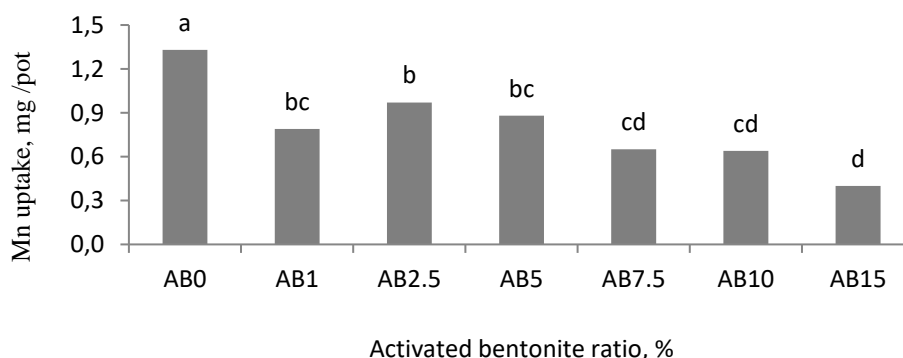 Mn uptake, mg /pot
1,5
1,2
0,9
0,6
0,3
0,0
a
bc
b
bc
cd
cd
d
AB0 AB1 AB2.5 AB5 AB7.5 AB10 AB15
Activated bentonite ratio, %